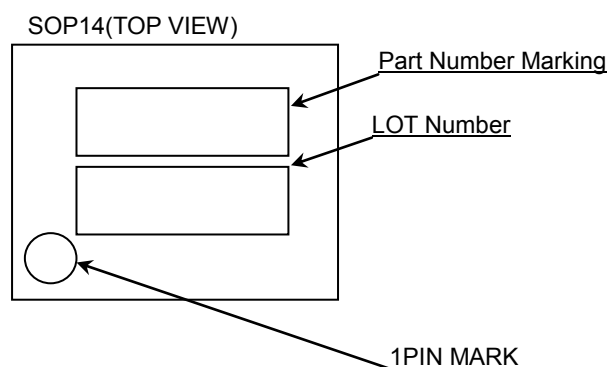 SOP14(TOP VIEW)
Part Number Marking
LOT Number
1PIN MARK